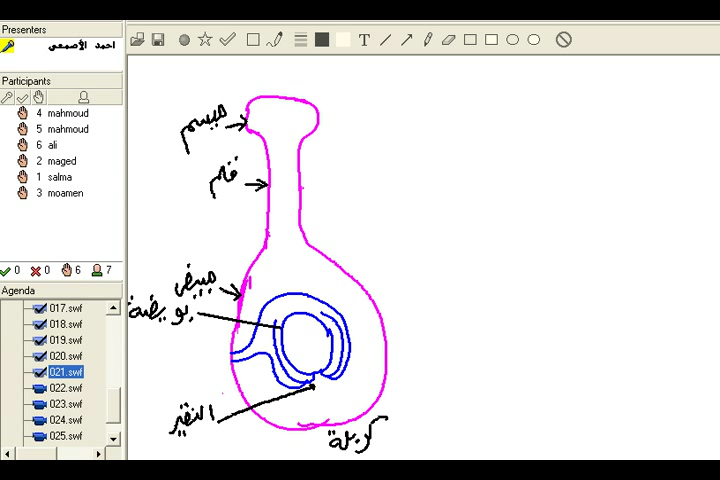 Presenters
احمد الأصمعى
Participants
4 mahmoud
5 mahmoud
6 ali
2 maged
1 salma
3 moamen
0 0 6 7
Agenda
017.swf
018.swf
019.swf
020.swf
021.swf
022.swf
023.swf
024.swf
025.swf
T
ميسم
قلم
مبيض
بويضة
النقير
كربلة